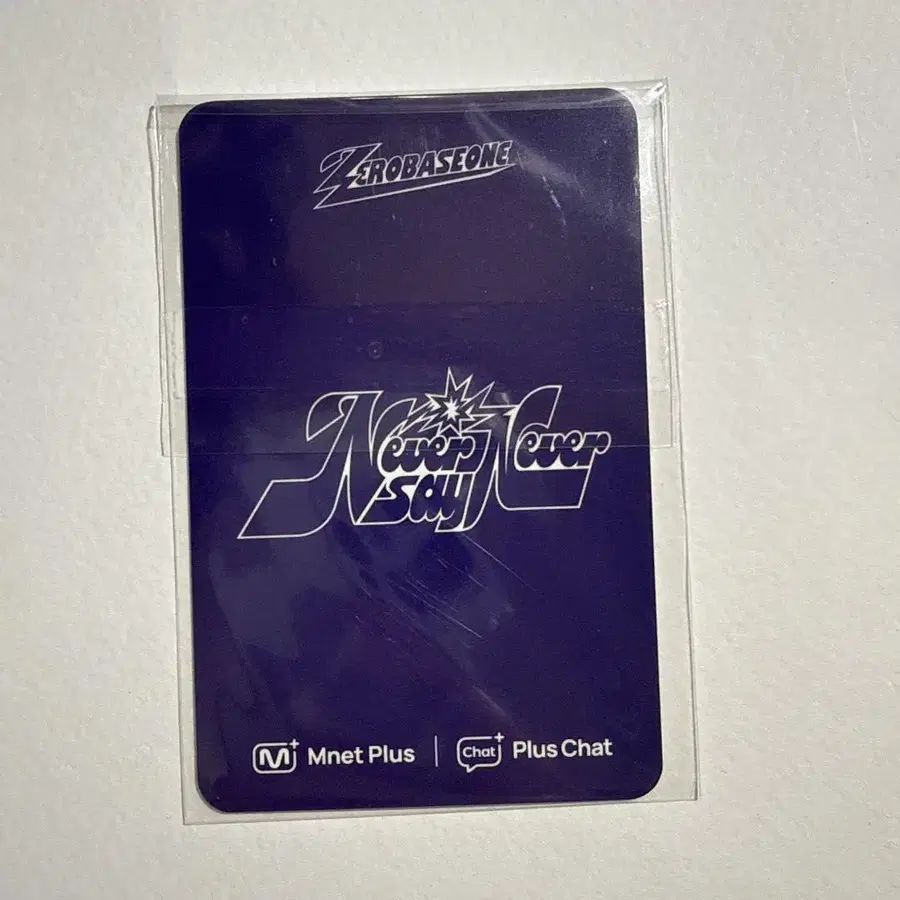 ZEROBASEONE
Never say Never
M+ Mnet Plus | Chat+ Plus Chat